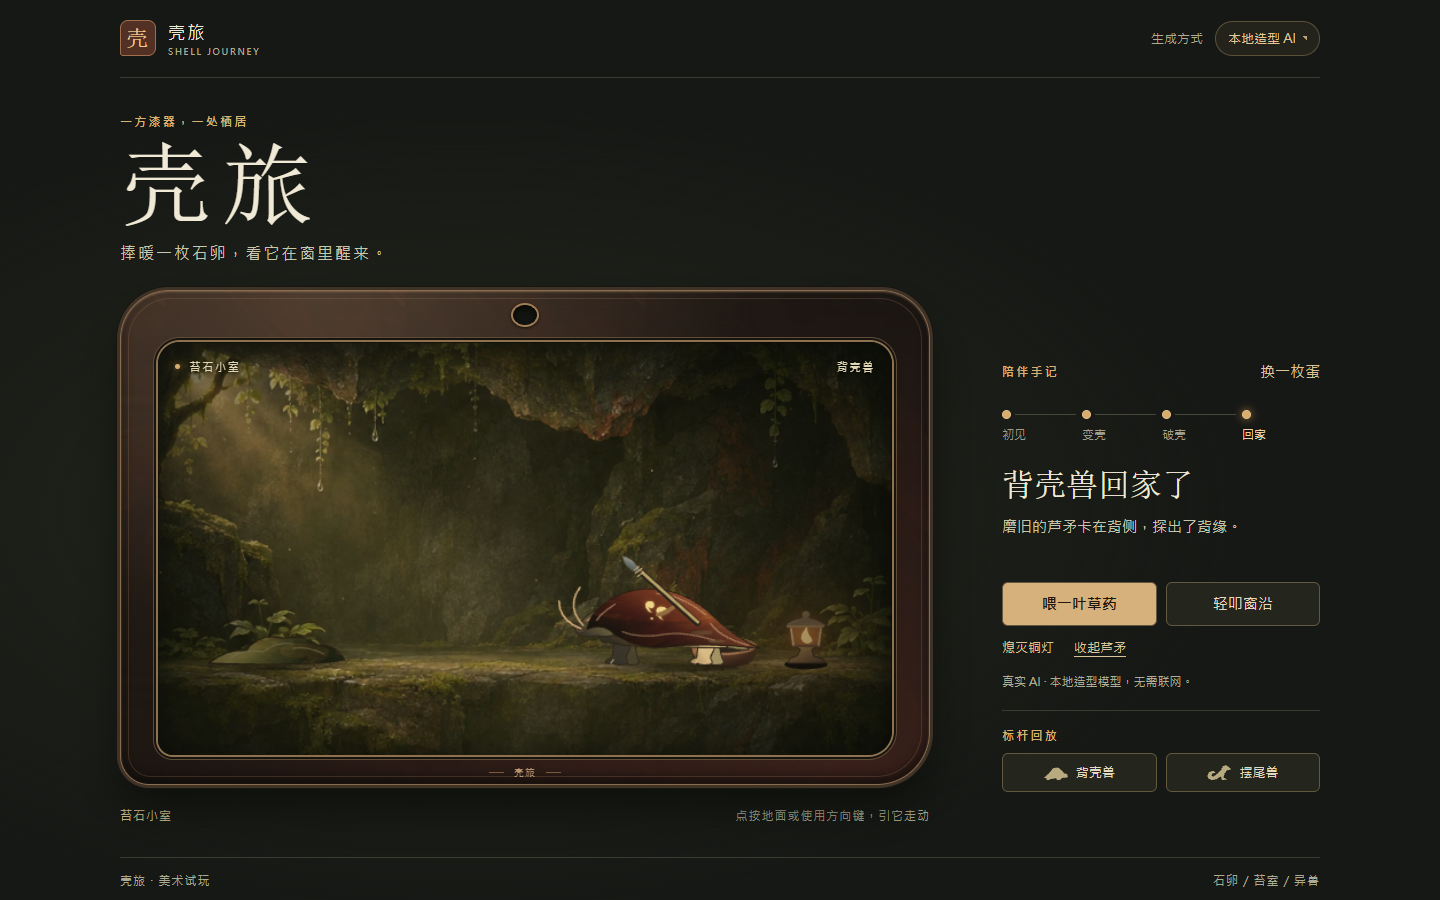 壳
壳旅
SHELL JOURNEY
生成方式
本地造型 AI
一方漆器，一处栖居
壳旅
捧暖一枚石卵，看它在窗里醒来。
苔石小室
背壳兽
壳旅
苔石小室
点按地面或使用方向键，引它走动
陪伴手记
换一枚蛋
初见
变壳
破壳
回家
背壳兽回家了
磨旧的芦矛卡在背侧，探出了背缘。
喂一叶草药
轻叩窗沿
熄灭铜灯
收起芦矛
真实 AI · 本地造型模型，无需联网。
标杆回放
背壳兽
摆尾兽
壳旅 · 美术试玩
石卵 / 苔室 / 异兽